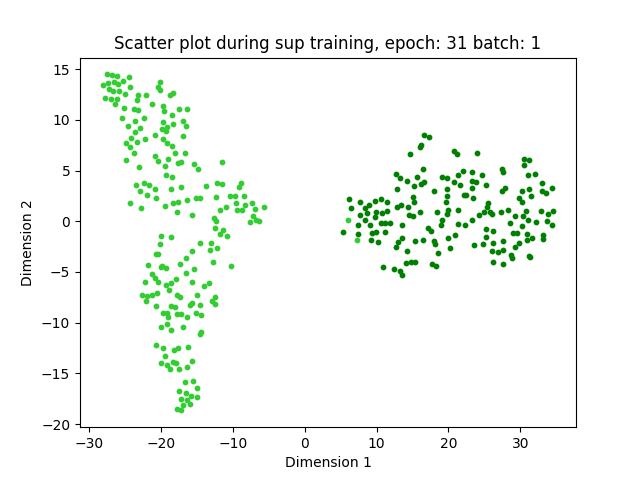 Scatter plot during sup training, epoch: 31 batch: 1
15
10
5
0
−5
−10
−15
−20
Dimension 2
−30 −20 −10 0 10 20 30
Dimension 1